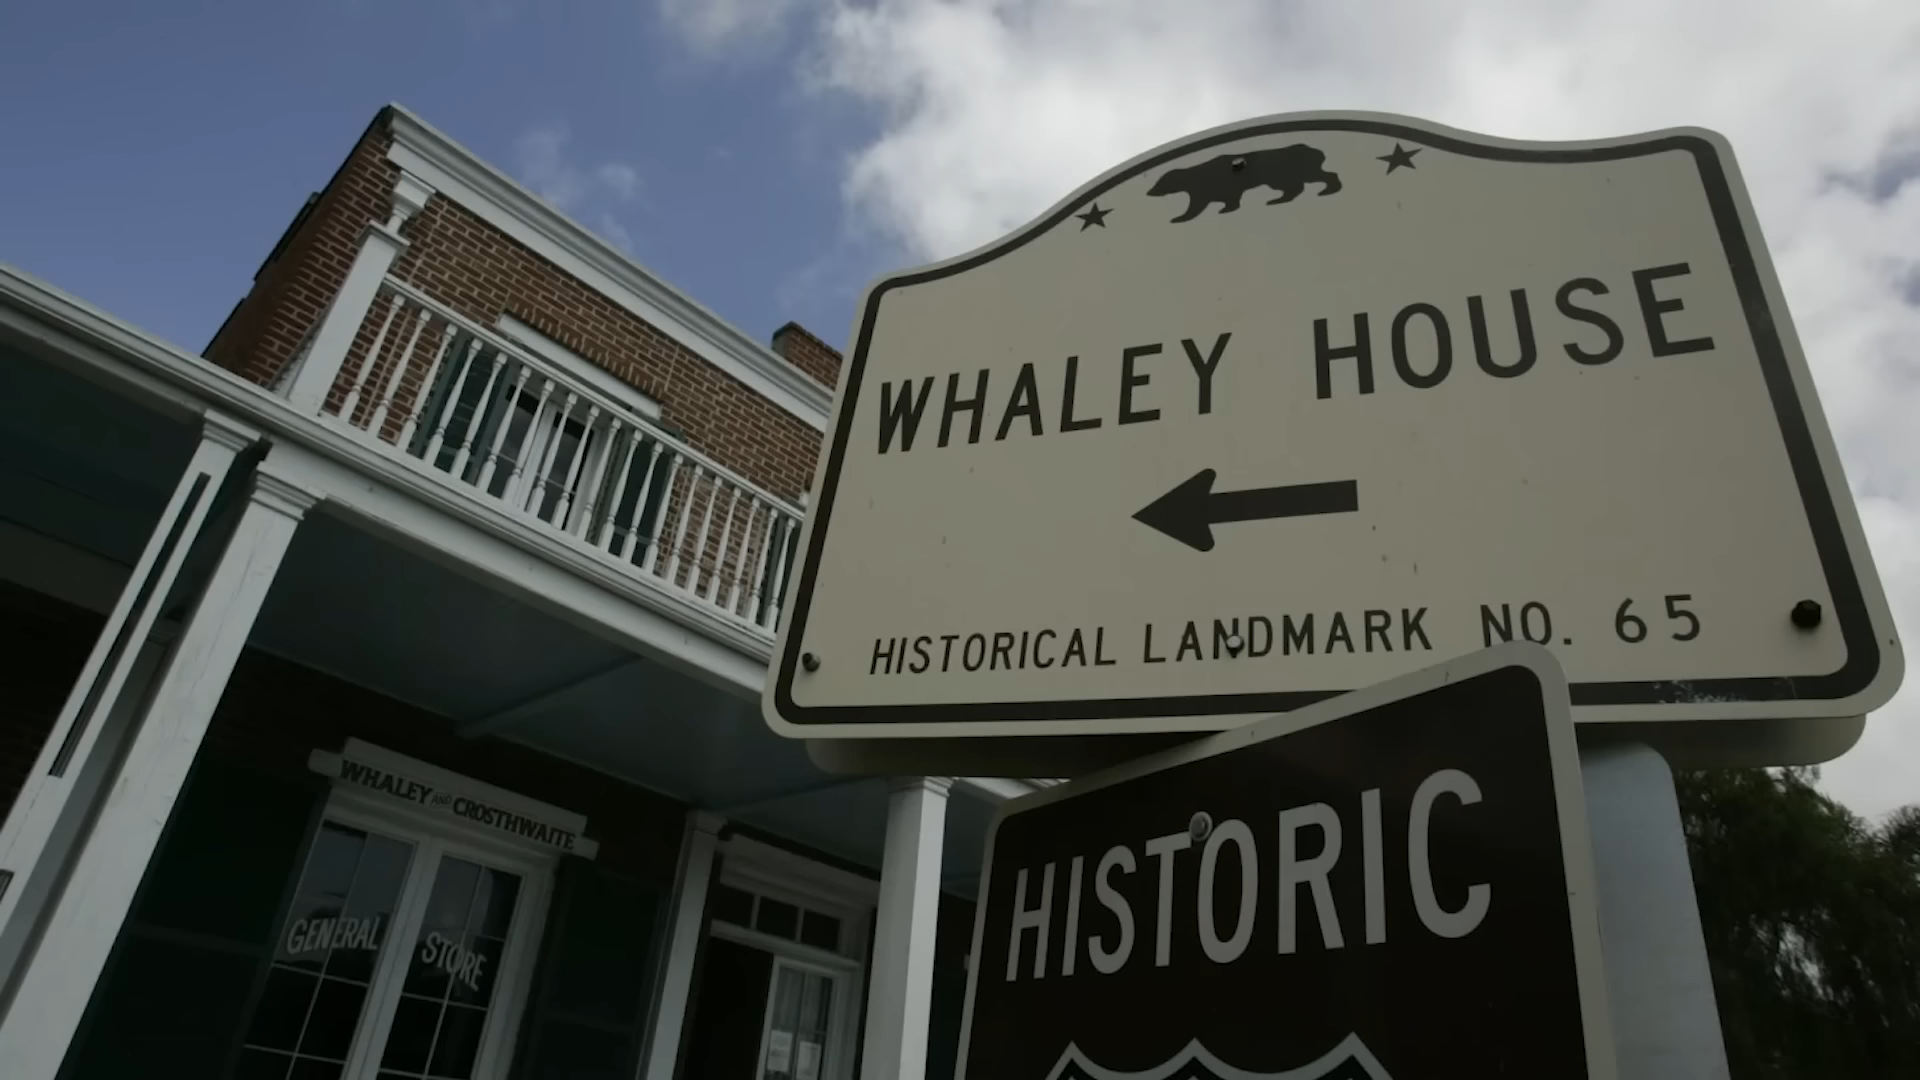 WHALEY HOUSE
HISTORICAL LANDMARK NO. 65
HISTORIC
WHALEY AND CROSTHWAITE
GENERAL STORE